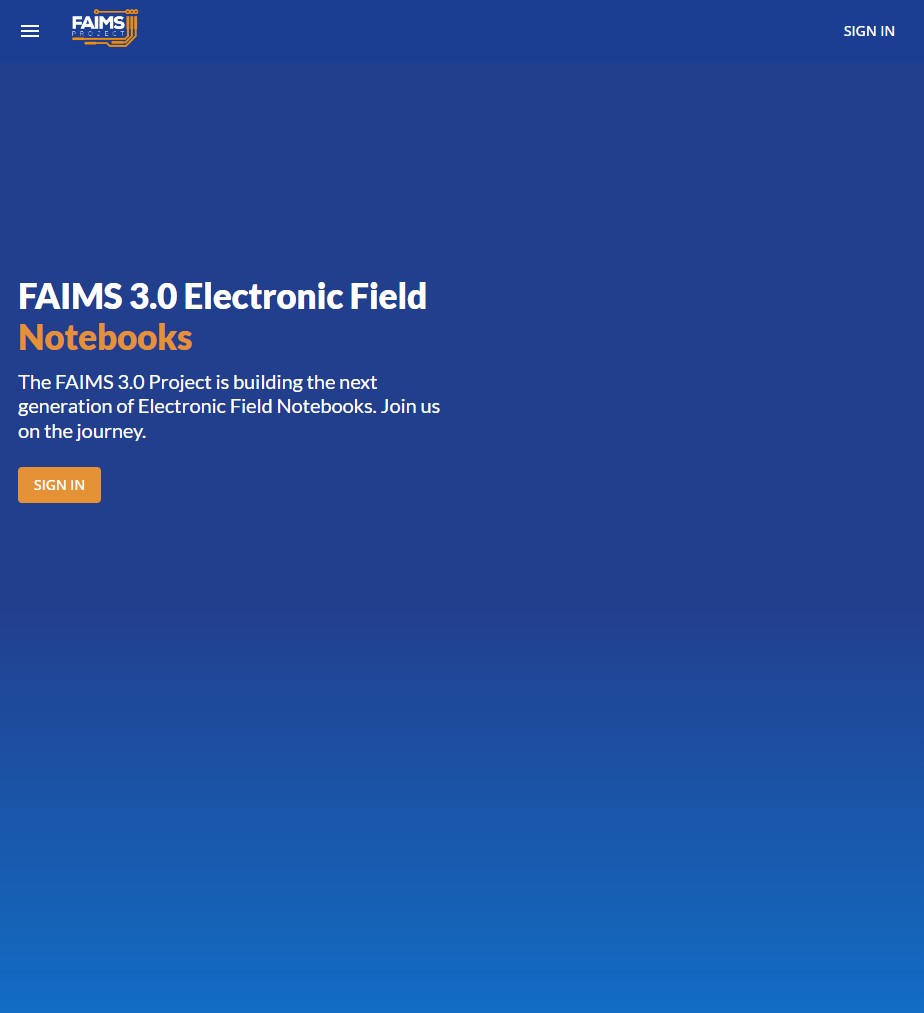 FAIMS
PROJECT
SIGN IN
FAIMS 3.0 Electronic Field
Notebooks
The FAIMS 3.0 Project is building the next
generation of Electronic Field Notebooks. Join us
on the journey.
SIGN IN